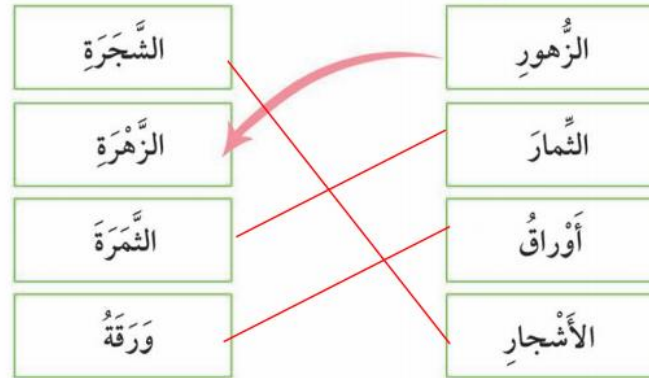 الزُّهورِ
الشَّجَرَةِ
الثِّمارَ
الزَّهْرَةِ
أَوْراقُ
الثَّمَرَةَ
الأَشْجارِ
وَرَقَةُ